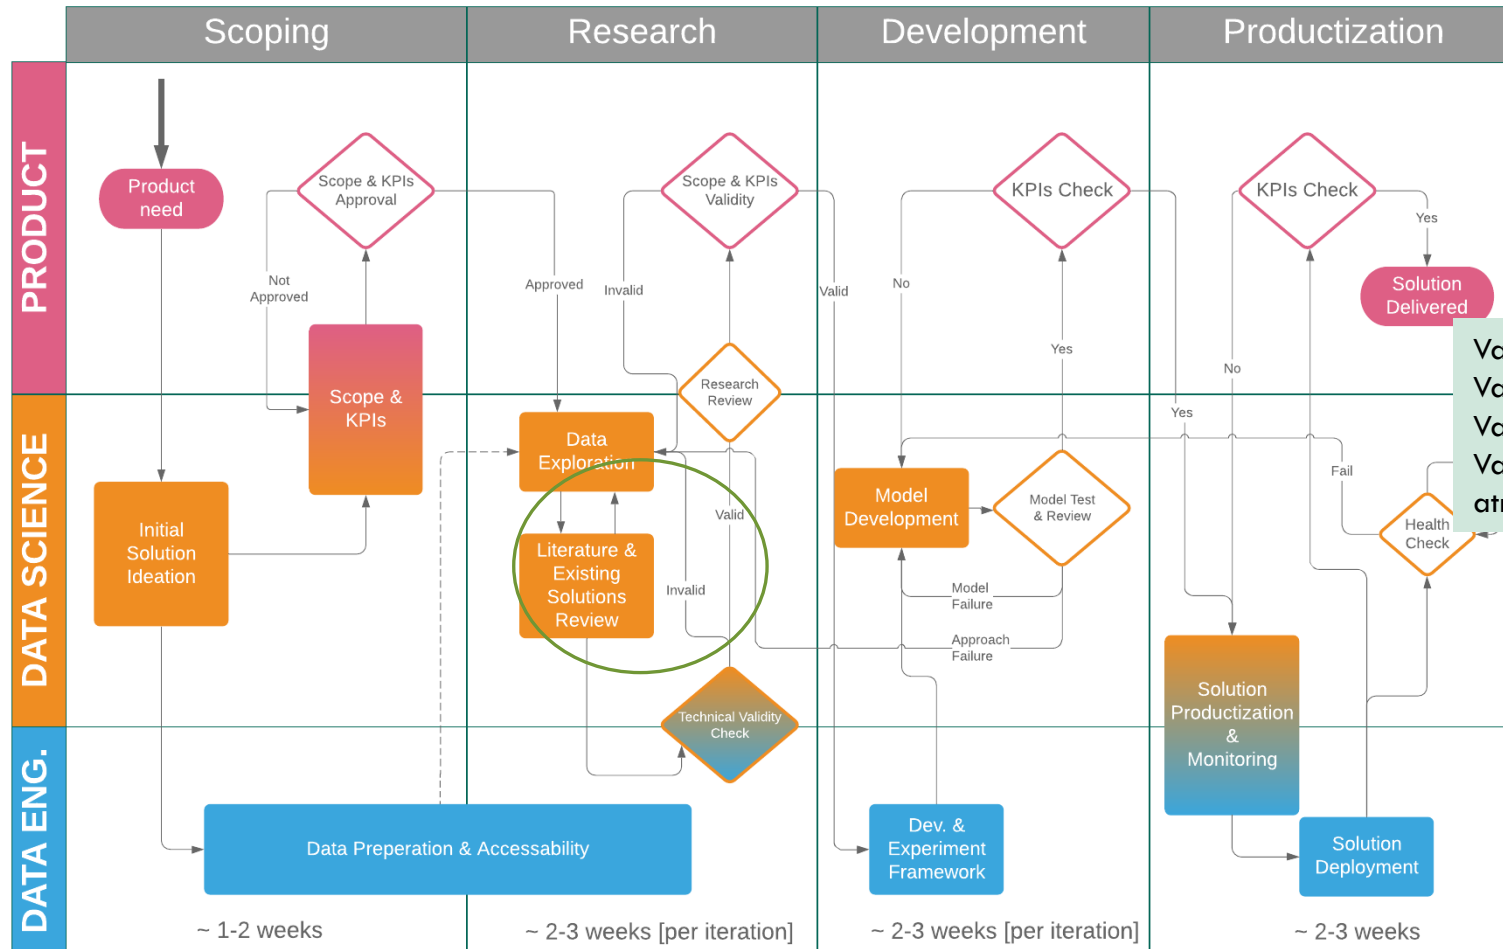 Scoping
Research
Development
Productization
PRODUCT
DATA SCIENCE
DATA ENG.
Product
need
Scope & KPIs
Approval
Not
Approved
Approved
Scope &
KPIs
Initial
Solution
Ideation
Data Preperation & Accessability
~ 1-2 weeks
Scope & KPIs
Validity
Invalid
Valid
Research
Review
Data
Exploration
Valid
Literature &
Existing
Solutions
Review
Invalid
Technical Validity
Check
~ 2-3 weeks [per iteration]
KPIs Check
No
Yes
Yes
Model
Development
Model Test
& Review
Model
Failure
Approach
Failure
Dev. &
Experiment
Framework
~ 2-3 weeks [per iteration]
KPIs Check
Yes
No
Solution
Delivered
Fail
Health
Check
Solution
Productization
&
Monitoring
Solution
Deployment
~ 2-3 weeks